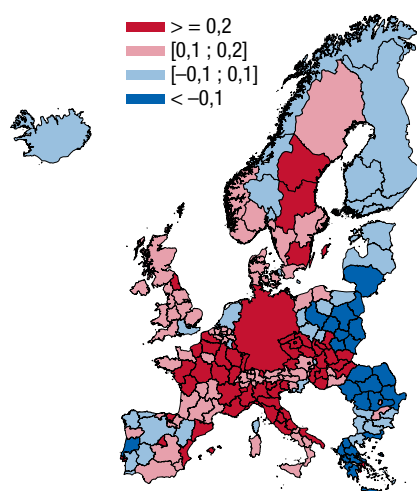 > = 0,2
[0,1 ; 0,2]
[–0,1 ; 0,1]
< –0,1